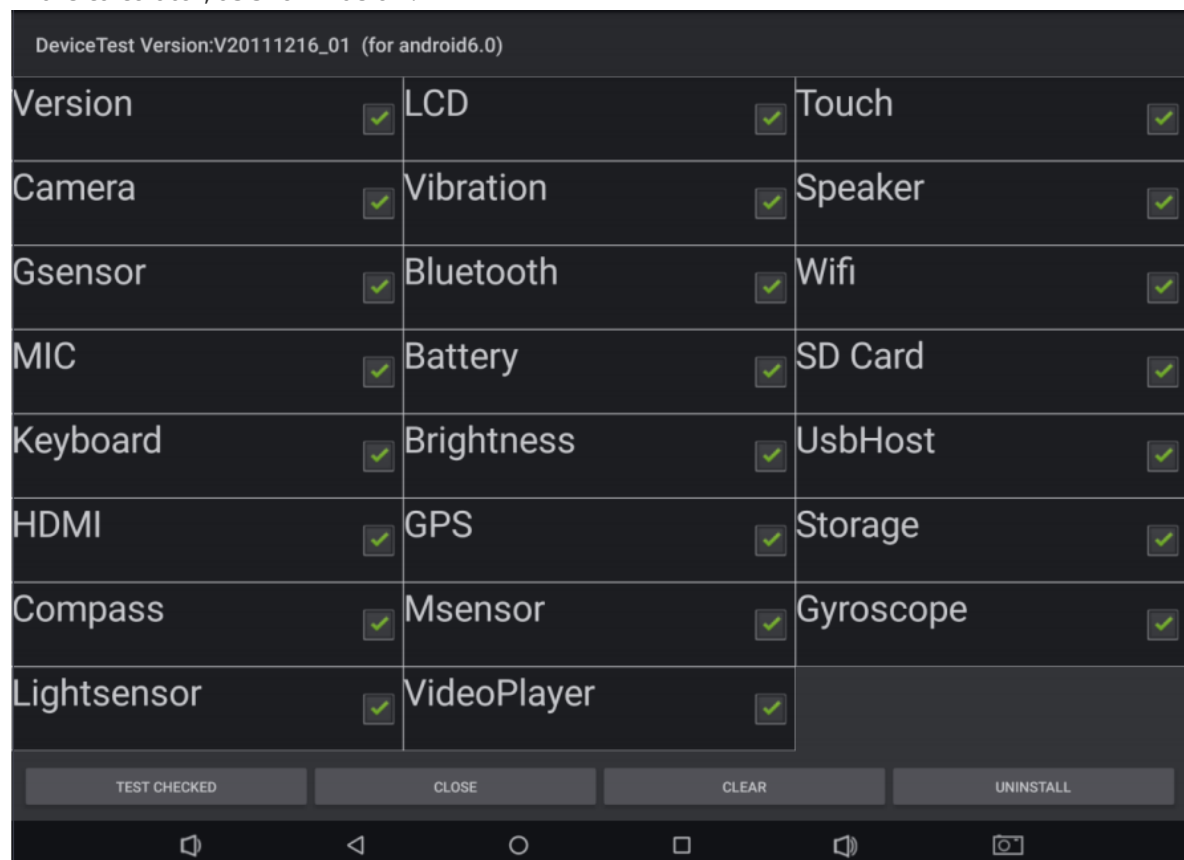 DeviceTest Version:V20111216_01 (for android6.0)
Version LCD Touch
Camera Vibration Speaker
Gsensor Bluetooth Wifi
MIC Battery SD Card
Keyboard Brightness UsbHost
HDMI GPS Storage
Compass Msensor Gyroscope
Lightsensor VideoPlayer
TEST CHECKED CLOSE CLEAR UNINSTALL